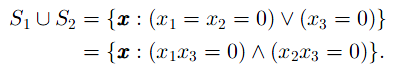 S₁ ∪ S₂ = {𝒙 : (x₁ = x₂ = 0) ∨ (x₃ = 0)}
= {𝒙 : (x₁x₃ = 0) ∧ (x₂x₃ = 0)}.